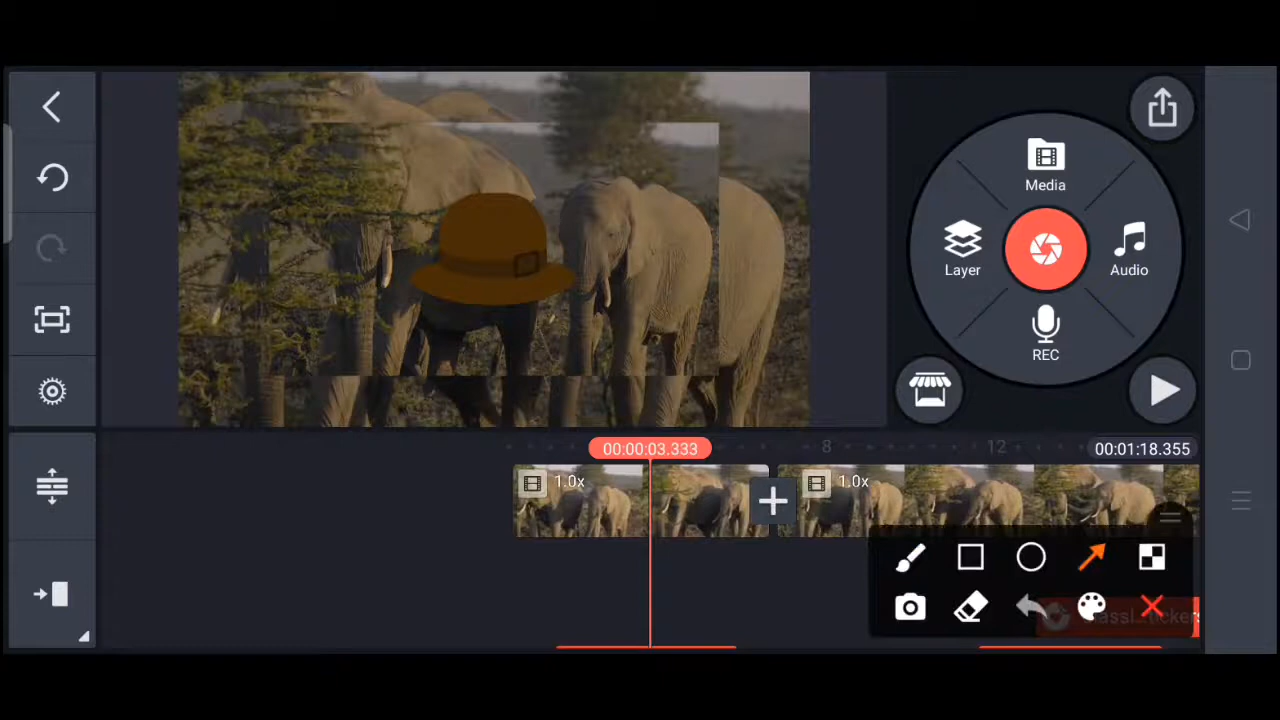 Media
Layer
Audio
REC
00:00:03.333
8
12
00:01:18.355
1.0x
1.0x